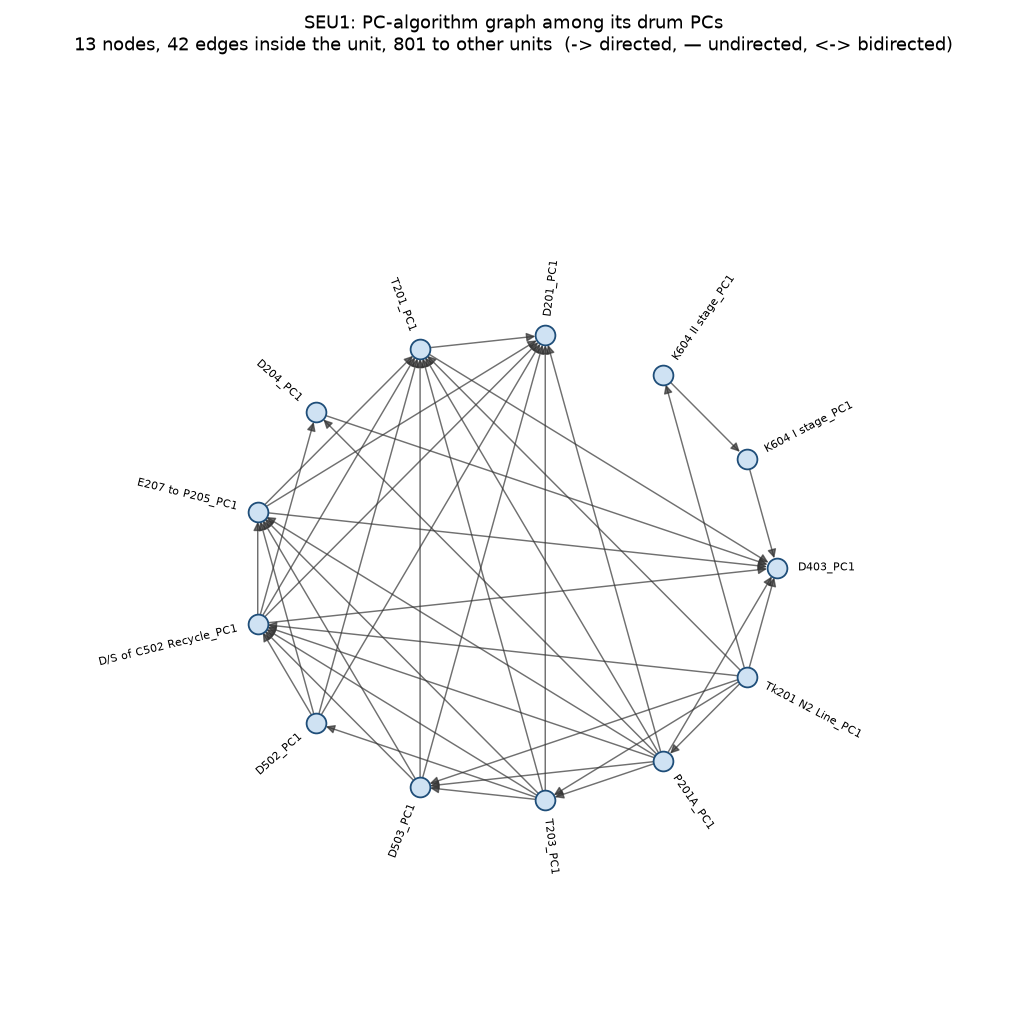 SEU1: PC-algorithm graph among its drum PCs
13 nodes, 42 edges inside the unit, 801 to other units  (-> directed, — undirected, <-> bidirected)
D201_PC1
T201_PC1
K604 II stage_PC1
D204_PC1
K604 I stage_PC1
E207 to P205_PC1
D403_PC1
D/S of C502 Recycle_PC1
Tk201 N2 Line_PC1
D502_PC1
P201A_PC1
D503_PC1
T203_PC1